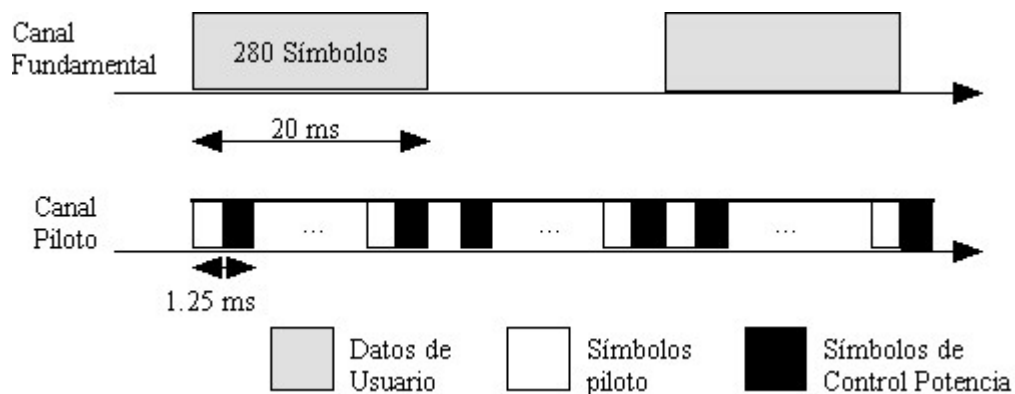 Canal
Fundamental
280 Símbolos
20 ms
Canal
Piloto
...
...
...
1.25 ms
Datos de
Usuario
Símbolos
piloto
Símbolos de
Control Potencia